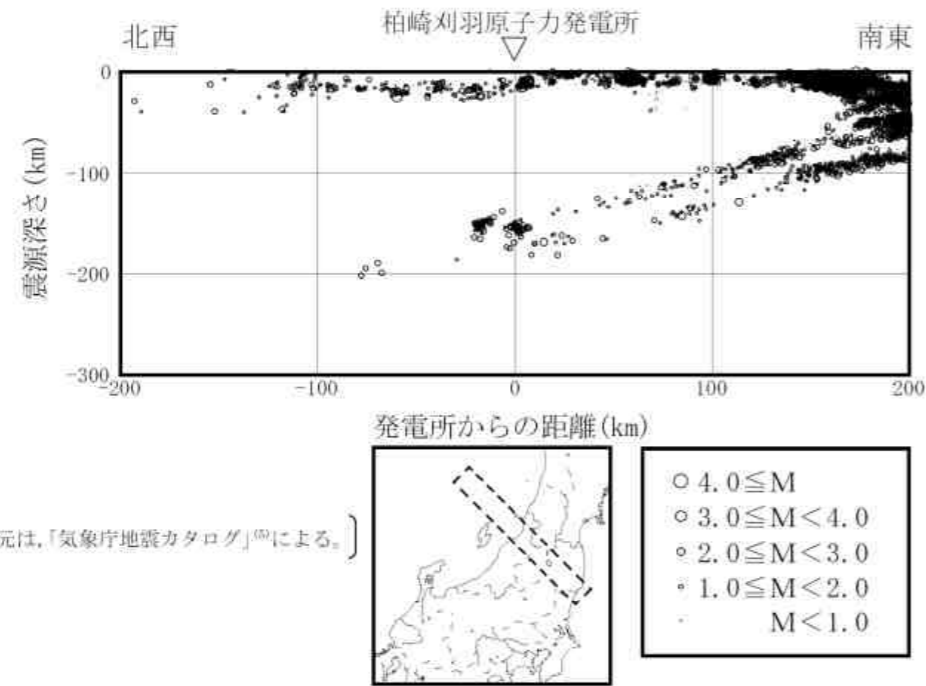 柏崎刈羽原子力発電所
北西
南東
0
-100
-200
-300
震源深さ(km)
-200
-100
0
100
200
発電所からの距離(km)
元は,「気象庁地震カタログ」(5)による。
4.0≦M
3.0≦M<4.0
2.0≦M<3.0
1.0≦M<2.0
M<1.0